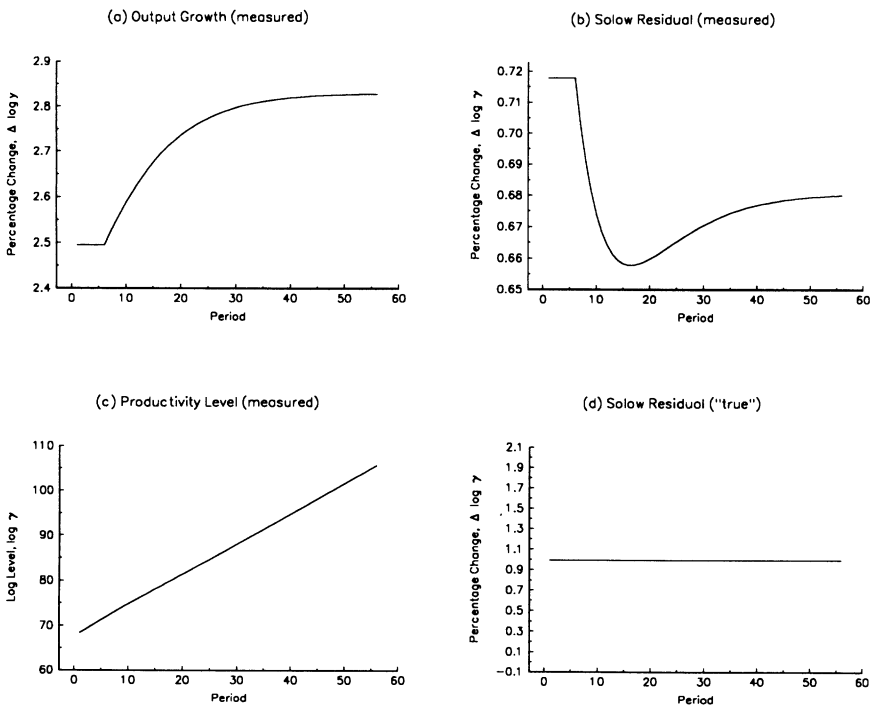 (a) Output Growth (measured)
Percentage Change, Δ log y
2.9
2.8
2.7
2.6
2.5
2.4
0 10 20 30 40 50 60
Period
(b) Solow Residual (measured)
Percentage Change, Δ log γ
0.72
0.71
0.70
0.69
0.68
0.67
0.66
0.65
0 10 20 30 40 50 60
Period
(c) Productivity Level (measured)
Log Level, log γ
110
100
90
80
70
60
0 10 20 30 40 50 60
Period
(d) Solow Residual ("true")
Percentage Change, Δ log γ
2.1
1.9
1.7
1.5
1.3
1.1
0.9
0.7
0.5
0.3
0.1
−0.1
0 10 20 30 40 50 60
Period